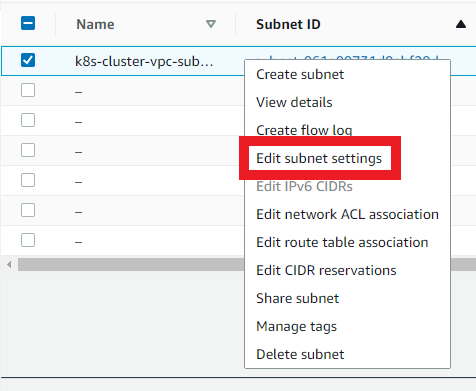 Name Subnet ID
k8s-cluster-vpc-sub...
Create subnet
View details
–
Create flow log
–
Edit subnet settings
–
Edit IPv6 CIDRs
–
Edit network ACL association
–
Edit route table association
–
Edit CIDR reservations
Share subnet
Manage tags
Delete subnet